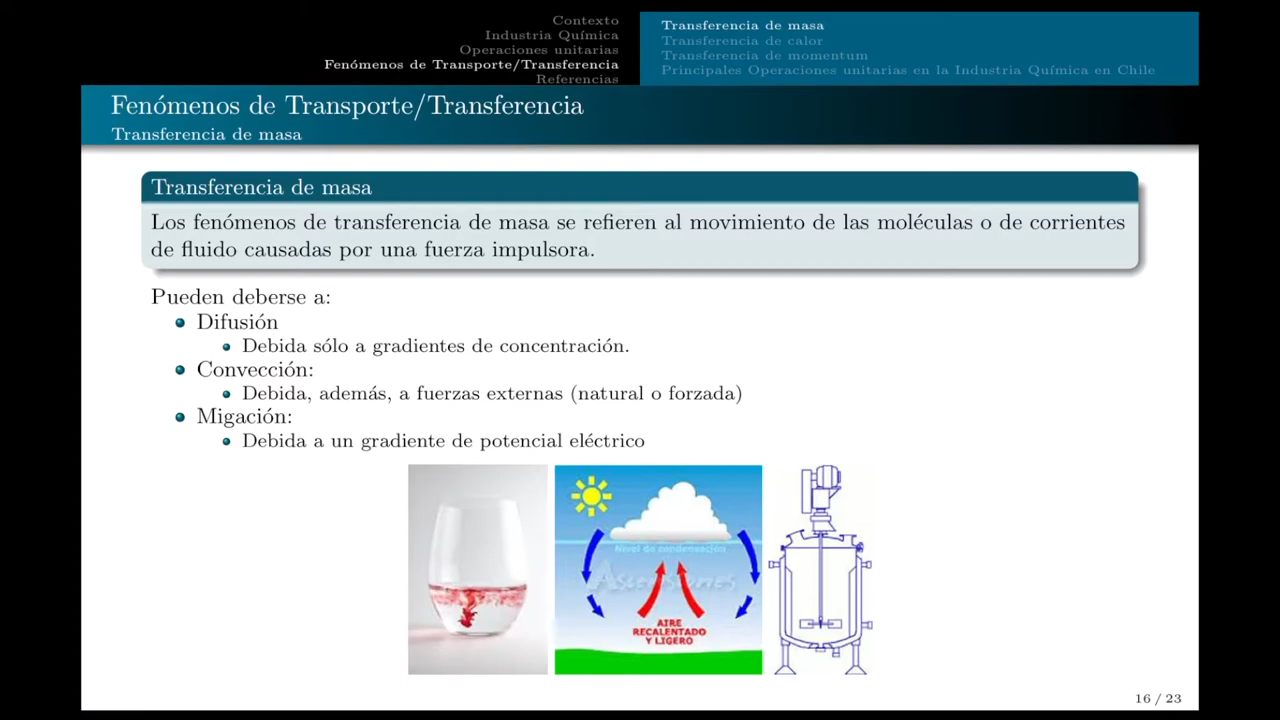 Contexto
Industria Química
Operaciones unitarias
Fenómenos de Transporte/Transferencia
Referencias
Transferencia de masa
Transferencia de calor
Transferencia de momentum
Principales Operaciones unitarias en la Industria Química en Chile
Fenómenos de Transporte/Transferencia
Transferencia de masa
Transferencia de masa
Los fenómenos de transferencia de masa se refieren al movimiento de las moléculas o de corrientes
de fluido causadas por una fuerza impulsora.
Pueden deberse a:
Difusión
Debida sólo a gradientes de concentración.
Convección:
Debida, además, a fuerzas externas (natural o forzada)
Migación:
Debida a un gradiente de potencial eléctrico
Nivel de condensación
Ascensiones
AIRE
RECALENTADO
Y LIGERO
16 / 23